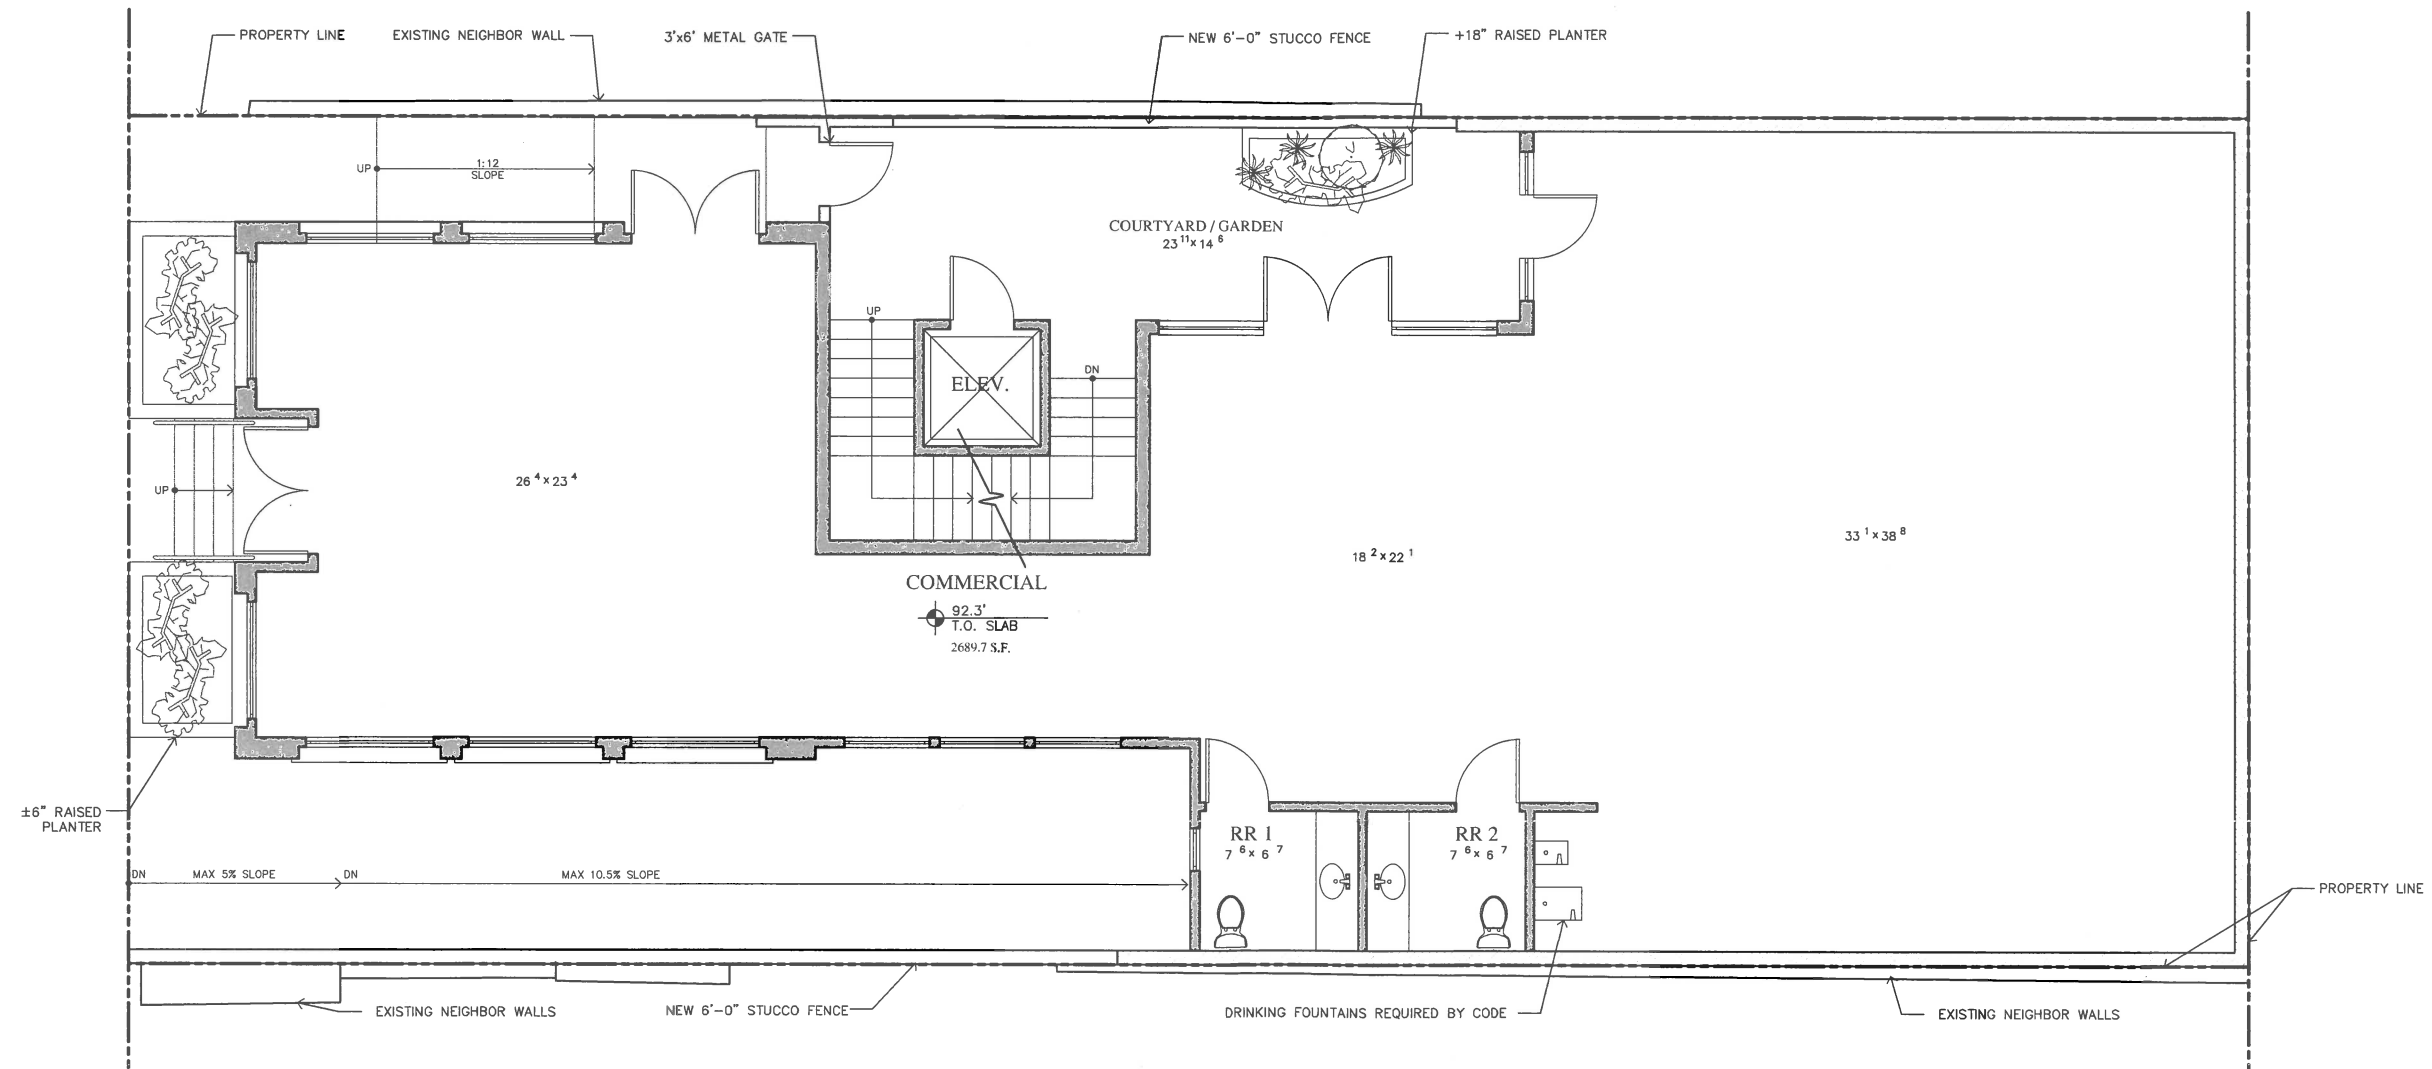 PROPERTY LINE
EXISTING NEIGHBOR WALL
3'x6' METAL GATE
NEW 6'-0" STUCCO FENCE
+18" RAISED PLANTER
UP
1:12
SLOPE
COURTYARD / GARDEN
23 11 x 14 6
UP
ELEV.
DN
UP
26 4 x 23 4
33 1 x 38 8
18 2 x 22 1
COMMERCIAL
92.3'
T.O. SLAB
2689.7 S.F.
±6" RAISED
PLANTER
RR 1
7 6 x 6 7
RR 2
7 6 x 6 7
DN
MAX 5% SLOPE
DN
MAX 10.5% SLOPE
PROPERTY LINE
EXISTING NEIGHBOR WALLS
NEW 6'-0" STUCCO FENCE
DRINKING FOUNTAINS REQUIRED BY CODE
EXISTING NEIGHBOR WALLS